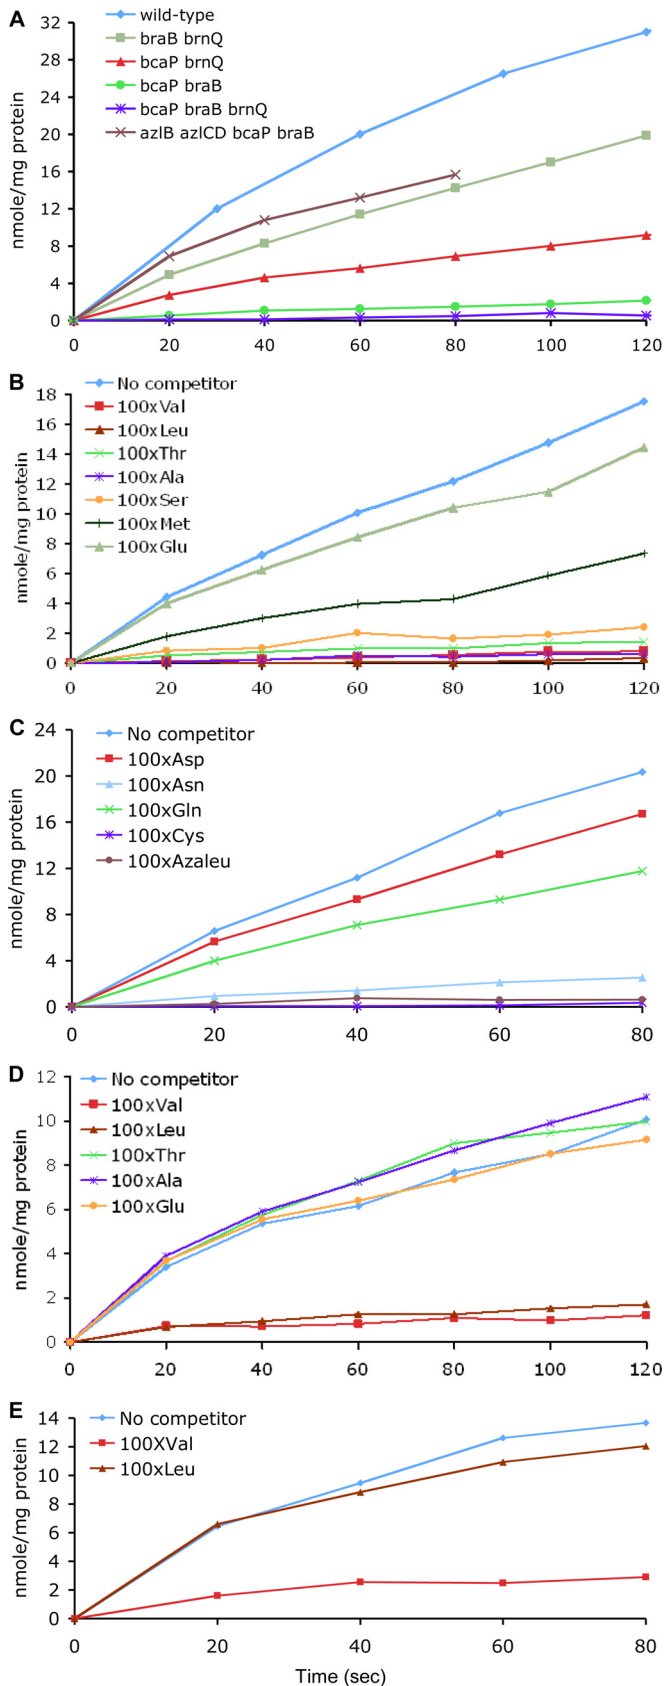 A
wild-type
braB brnQ
bcaP brnQ
bcaP braB
bcaP braB brnQ
azlB azlCD bcaP braB
nmole/mg protein
32
28
24
20
16
12
8
4
0
0 20 40 60 80 100 120
B
No competitor
100xVal
100xLeu
100xThr
100xAla
100xSer
100xMet
100xGlu
nmole/mg protein
18
16
14
12
10
8
6
4
2
0
0 20 40 60 80 100 120
C
No competitor
100xAsp
100xAsn
100xGln
100xCys
100xAzaleu
nmole/mg protein
24
20
16
12
8
4
0
0 20 40 60 80
D
No competitor
100xVal
100xLeu
100xThr
100xAla
100xGlu
nmole/mg protein
12
10
8
6
4
2
0
0 20 40 60 80 100 120
E
No competitor
100XVal
100xLeu
nmole/mg protein
14
12
10
8
6
4
2
0
0 20 40 60 80
Time (sec)